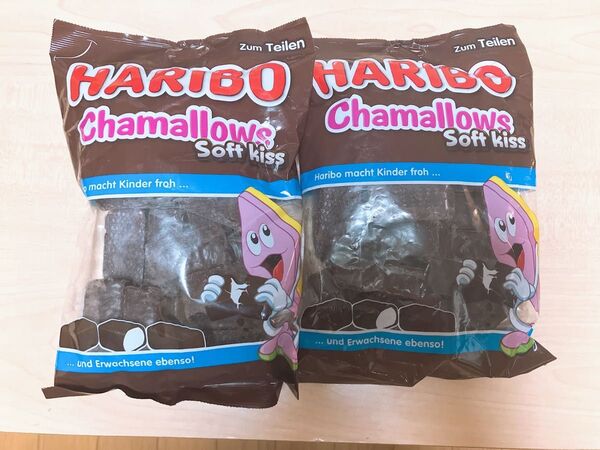 Zum Teilen
HARIBO
Chamallows
Soft kiss
macht Kinder froh ...
... und Erwachsene ebenso!
Zum Teilen
HARIBO
Chamallows
Soft kiss
Haribo macht Kinder froh ...
... und Erwachsene ebenso!